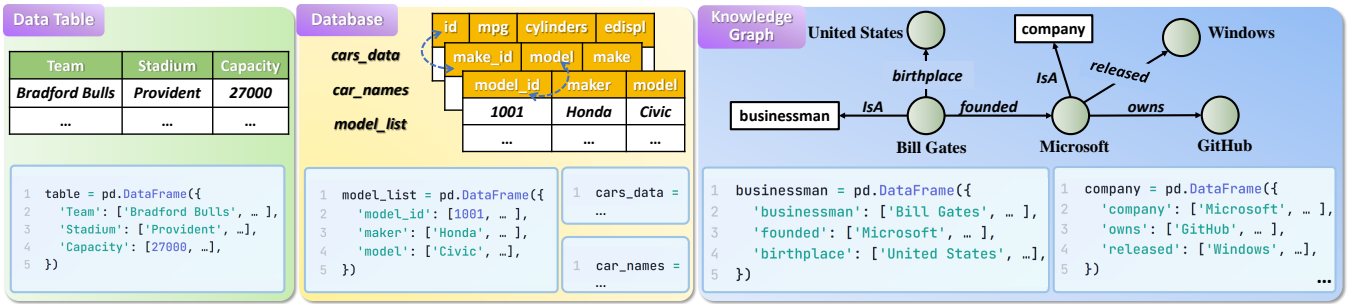 Data Table
Team Stadium Capacity
Bradford Bulls Provident 27000
... ... ...
1 table = pd.DataFrame({
2 'Team': ['Bradford Bulls', … ],
3 'Stadium': ['Provident', …],
4 'Capacity': [27000, …],
5 })
Database
cars_data
car_names
model_list
id mpg cylinders edispl
make_id model make
model_id maker model
1001 Honda Civic
... ... ...
1 model_list = pd.DataFrame({
2 'model_id': [1001, … ],
3 'maker': ['Honda', … ],
4 'model': ['Civic', …],
5 })
1 cars_data =
…
1 car_names =
…
Knowledge
Graph
United States
company
Windows
birthplace
IsA
released
businessman
IsA
founded
owns
Bill Gates
Microsoft
GitHub
1 businessman = pd.DataFrame({
2 'businessman': ['Bill Gates', … ],
3 'founded': ['Microsoft', … ],
4 'birthplace': ['United States', …],
5 })
1 company = pd.DataFrame({
2 'company': ['Microsoft', … ],
3 'owns': ['GitHub', … ],
4 'released': ['Windows', …],
5 })
...